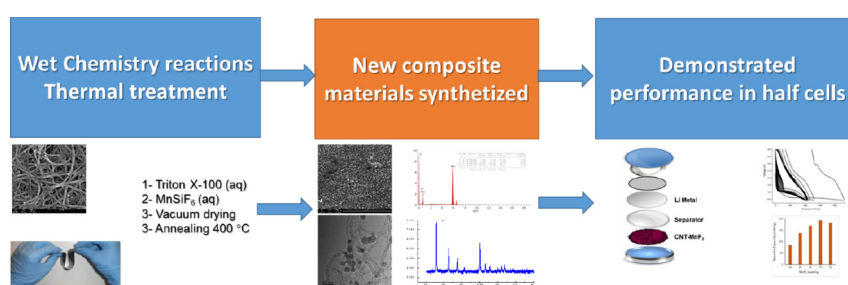 Wet Chemistry reactions
Thermal treatment
New composite
materials synthetized
Demonstrated
performance in half cells
1- Triton X-100 (aq)
2- MnSiF₆ (aq)
3- Vacuum drying
3- Annealing 400 °C
Li Metal
Separator
CNT-MnF₂